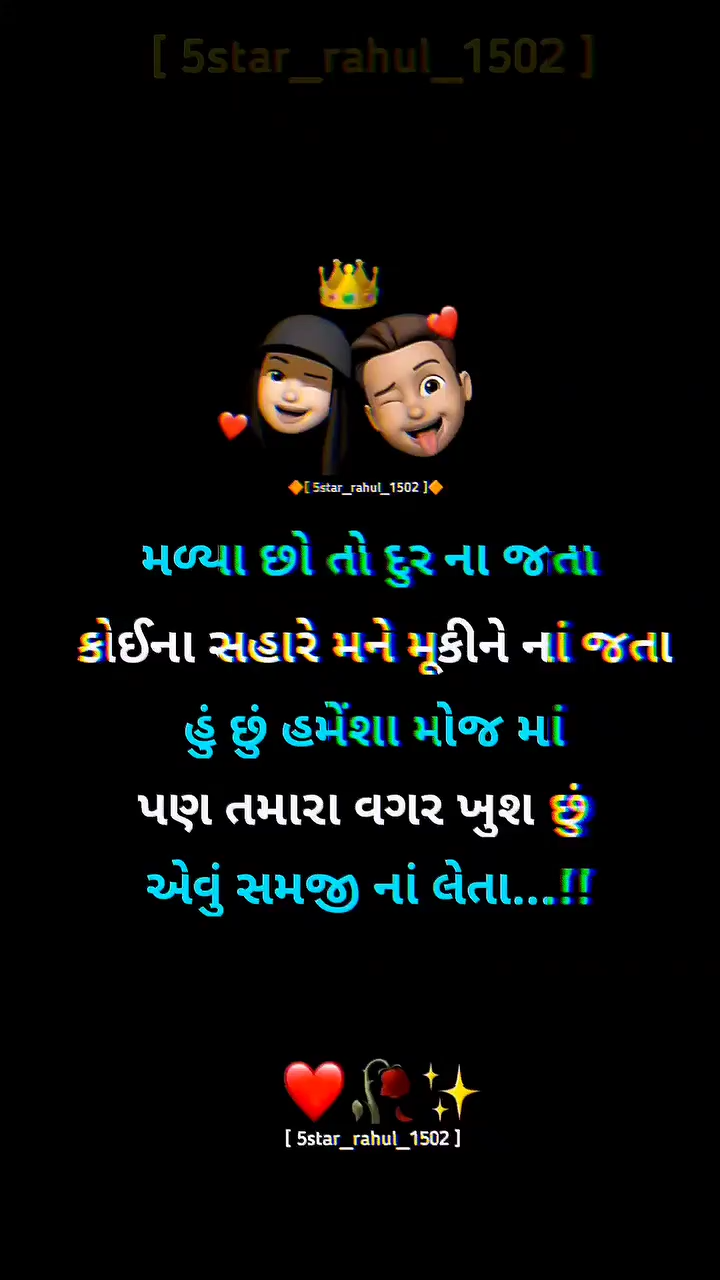 [ 5star_rahul_1502 ]
[ 5star_rahul_1502 ]
મળ્યા છો તો દુર ના જતા
કોઈના સહારે મને મૂકીને નાં જતા
હું છું હમેંશા મોજ માં
પણ તમારા વગર ખુશ છું
એવું સમજી નાં લેતા...!!
[ 5star_rahul_1502 ]